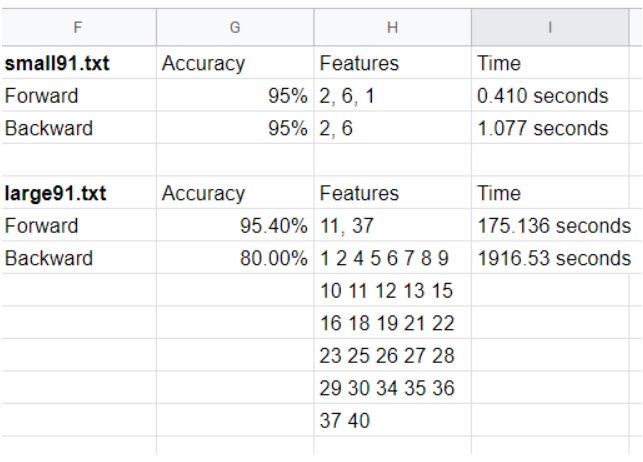 F G H I
small91.txt Accuracy Features Time
Forward 95% 2, 6, 1 0.410 seconds
Backward 95% 2, 6 1.077 seconds
large91.txt Accuracy Features Time
Forward 95.40% 11, 37 175.136 seconds
Backward 80.00% 1 2 4 5 6 7 8 9 1916.53 seconds
10 11 12 13 15
16 18 19 21 22
23 25 26 27 28
29 30 34 35 36
37 40